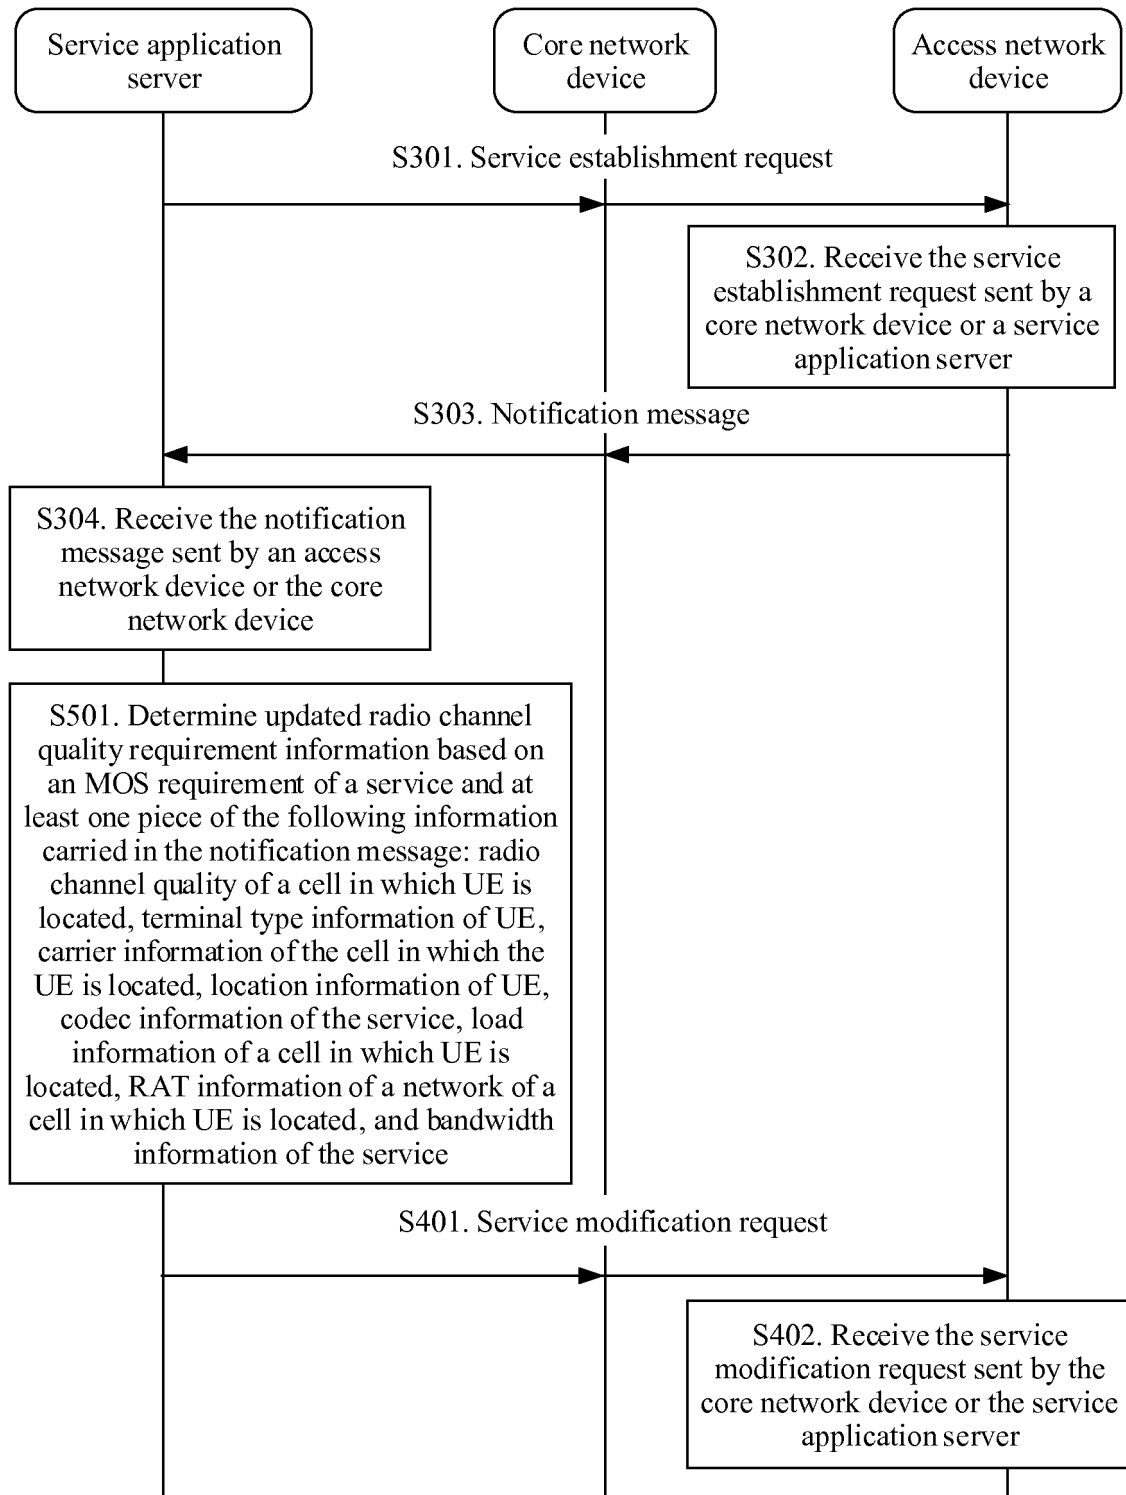 Service application
server
Core network
device
Access network
device
S301. Service establishment request
S302. Receive the service
establishment request sent by a
core network device or a service
application server
S303. Notification message
S304. Receive the notification
message sent by an access
network device or the core
network device
S501. Determine updated radio channel
quality requirement information based on
an MOS requirement of a service and at
least one piece of the following information
carried in the notification message: radio
channel quality of a cell in which UE is
located, terminal type information of UE,
carrier information of the cell in which the
UE is located, location information of UE,
codec information of the service, load
information of a cell in which UE is
located, RAT information of a network of a
cell in which UE is located, and bandwidth
information of the service
S401. Service modification request
S402. Receive the service
modification request sent by the
core network device or the service
application server